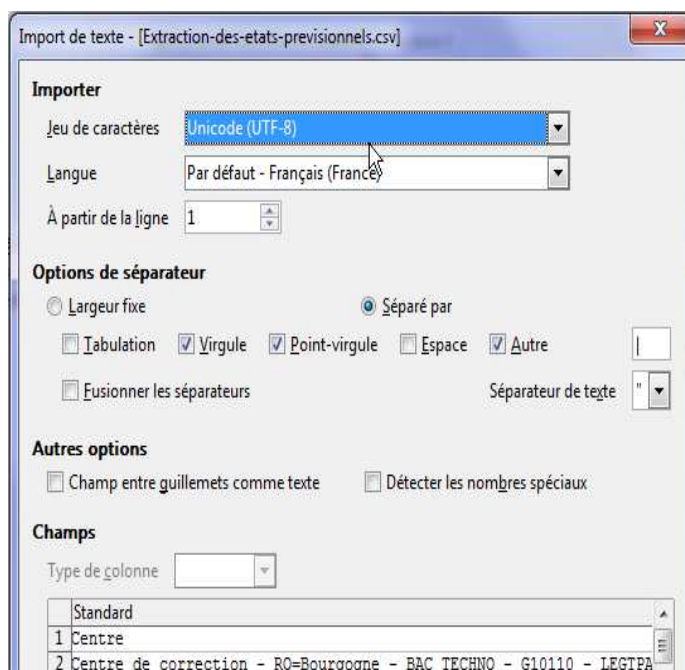 Import de texte - [Extraction-des-etats-previsionnels.csv]
Importer
Jeu de caractères Unicode (UTF-8)
Langue Par défaut - Français (France)
À partir de la ligne 1
Options de séparateur
Largeur fixe Séparé par
Tabulation Virgule Point-virgule Espace Autre |
Fusionner les séparateurs Séparateur de texte "
Autres options
Champ entre guillemets comme texte Détecter les nombres spéciaux
Champs
Type de colonne
Standard
1 Centre
2 Centre de correction - RO=Bourgogne - BAC TECHNO - G10110 - LEGTPA